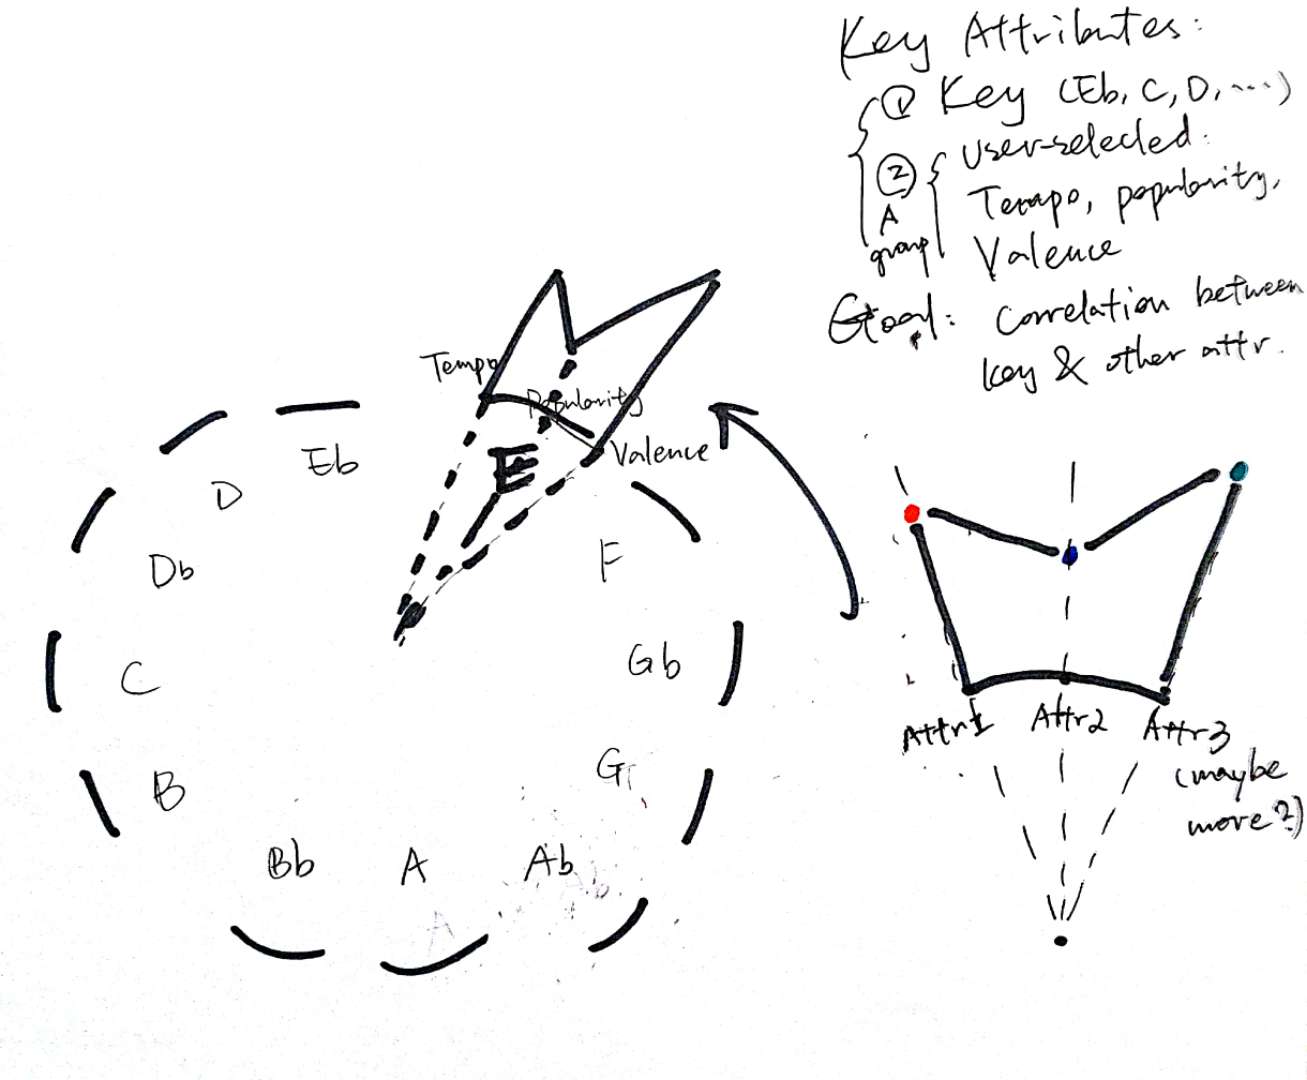 Key Attributes:
① Key (Eb, C, D, ....)
② A group
User-selected:
Tempo, popularity,
Valence
Goal: Correlation between
key & other attr.
Tempo
Popularity
Valence
E
Eb
D
Db
C
B
Bb
A
Ab
G
Gb
F
Attr1 Attr2 Attr3
(maybe
more?)
A
Ab